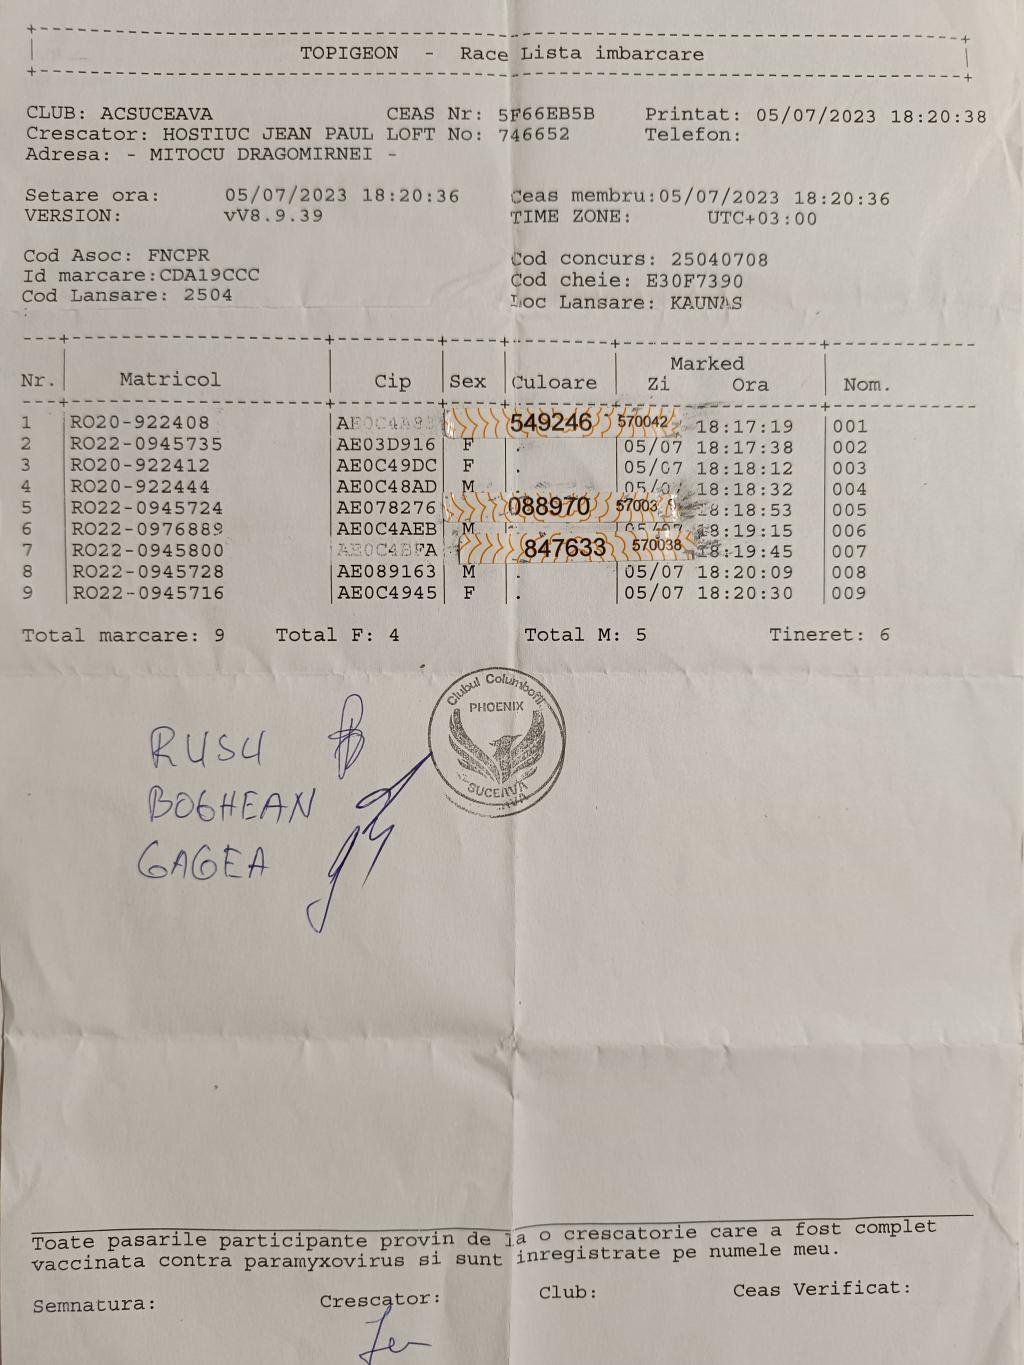 TOPIGEON - Race Lista imbarcare
CLUB: ACSUCEAVA CEAS Nr: 5F66EB5B Printat: 05/07/2023 18:20:38
Crescator: HOSTIUC JEAN PAUL LOFT No: 746652 Telefon:
Adresa: - MITOCU DRAGOMIRNEI -
Setare ora: 05/07/2023 18:20:36 Ceas membru:05/07/2023 18:20:36
VERSION: vV8.9.39 TIME ZONE: UTC+03:00
Cod Asoc: FNCPR Cod concurs: 25040708
Id marcare:CDA19CCC Cod cheie: E30F7390
Cod Lansare: 2504 Loc Lansare: KAUNAS
Marked
Nr. Matricol Cip Sex Culoare Zi Ora Nom.
1 RO20-922408 549246 570042 18:17:19 001
2 RO22-0945735 AE03D916 F . 05/07 18:17:38 002
3 RO20-922412 AE0C49DC F . 05/07 18:18:12 003
4 RO20-922444 AE0C48AD M . 05/07 18:18:32 004
5 RO22-0945724 AE078276 088970 18:18:53 005
6 RO22-0976889 AE0C4AEB M 05/07 18:19:15 006
7 RO22-0945800 847633 570038 18:19:45 007
8 RO22-0945728 AE089163 M . 05/07 18:20:09 008
9 RO22-0945716 AE0C4945 F . 05/07 18:20:30 009
Total marcare: 9 Total F: 4 Total M: 5 Tineret: 6
Clubul Columbofil
PHOENIX
SUCEAVA
RUSU
BOGHEAN
GAGEA
Toate pasarile participante provin de la o crescatorie care a fost complet
vaccinata contra paramyxovirus si sunt inregistrate pe numele meu.
Semnatura: Crescator: Club: Ceas Verificat: